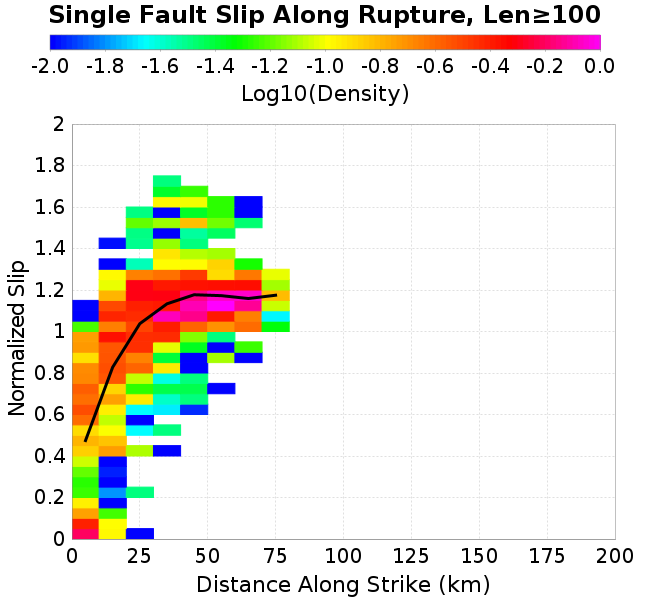 Single Fault Slip Along Rupture, Len≥100
-2.0 -1.8 -1.6 -1.4 -1.2 -1.0 -0.8 -0.6 -0.4 -0.2 0.0
Log10(Density)
2
1.8
1.6
1.4
1.2
1
0.8
0.6
0.4
0.2
0
Normalized Slip
0 25 50 75 100 125 150 175 200
Distance Along Strike (km)